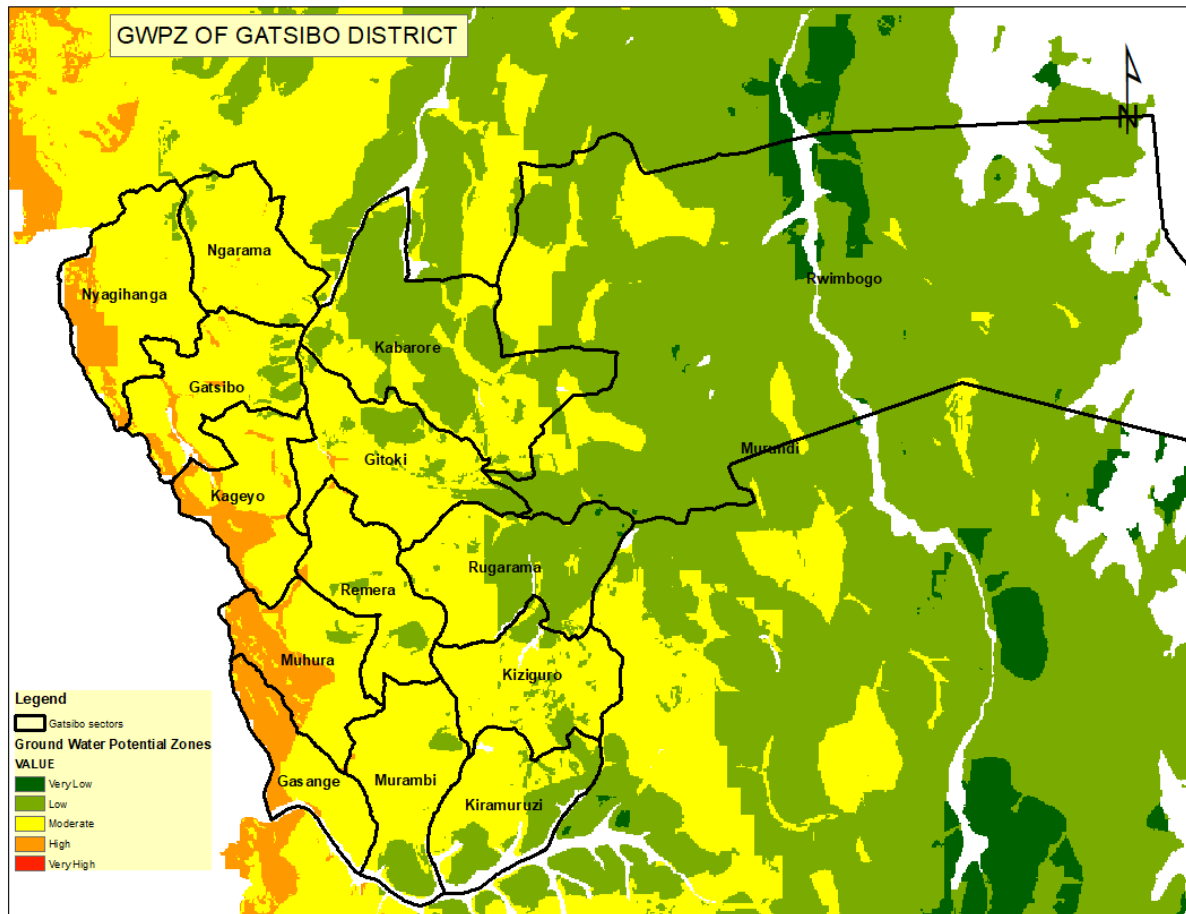 GWPZ OF GATSIBO DISTRICT
N
Ngarama
Rwimbogo
Nyagihanga
Kabarore
Gatsibo
Murundi
Gitoki
Kageyo
Rugarama
Remera
Muhura
Kiziguro
Gasange
Murambi
Kiramuruzi
Legend
Gatsibo sectors
Ground Water Potential Zones
VALUE
Very Low
Low
Moderate
High
Very High